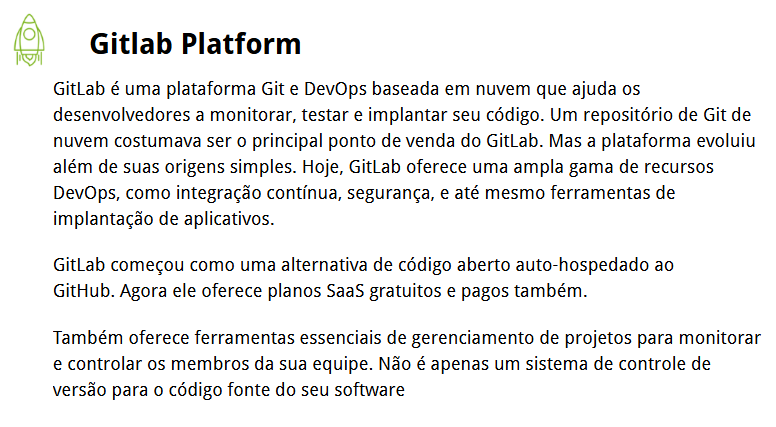 Gitlab Platform
GitLab é uma plataforma Git e DevOps baseada em nuvem que ajuda os
desenvolvedores a monitorar, testar e implantar seu código. Um repositório de Git de
nuvem costumava ser o principal ponto de venda do GitLab. Mas a plataforma evoluiu
além de suas origens simples. Hoje, GitLab oferece uma ampla gama de recursos
DevOps, como integração contínua, segurança, e até mesmo ferramentas de
implantação de aplicativos.
GitLab começou como uma alternativa de código aberto auto-hospedado ao
GitHub. Agora ele oferece planos SaaS gratuitos e pagos também.
Também oferece ferramentas essenciais de gerenciamento de projetos para monitorar
e controlar os membros da sua equipe. Não é apenas um sistema de controle de
versão para o código fonte do seu software